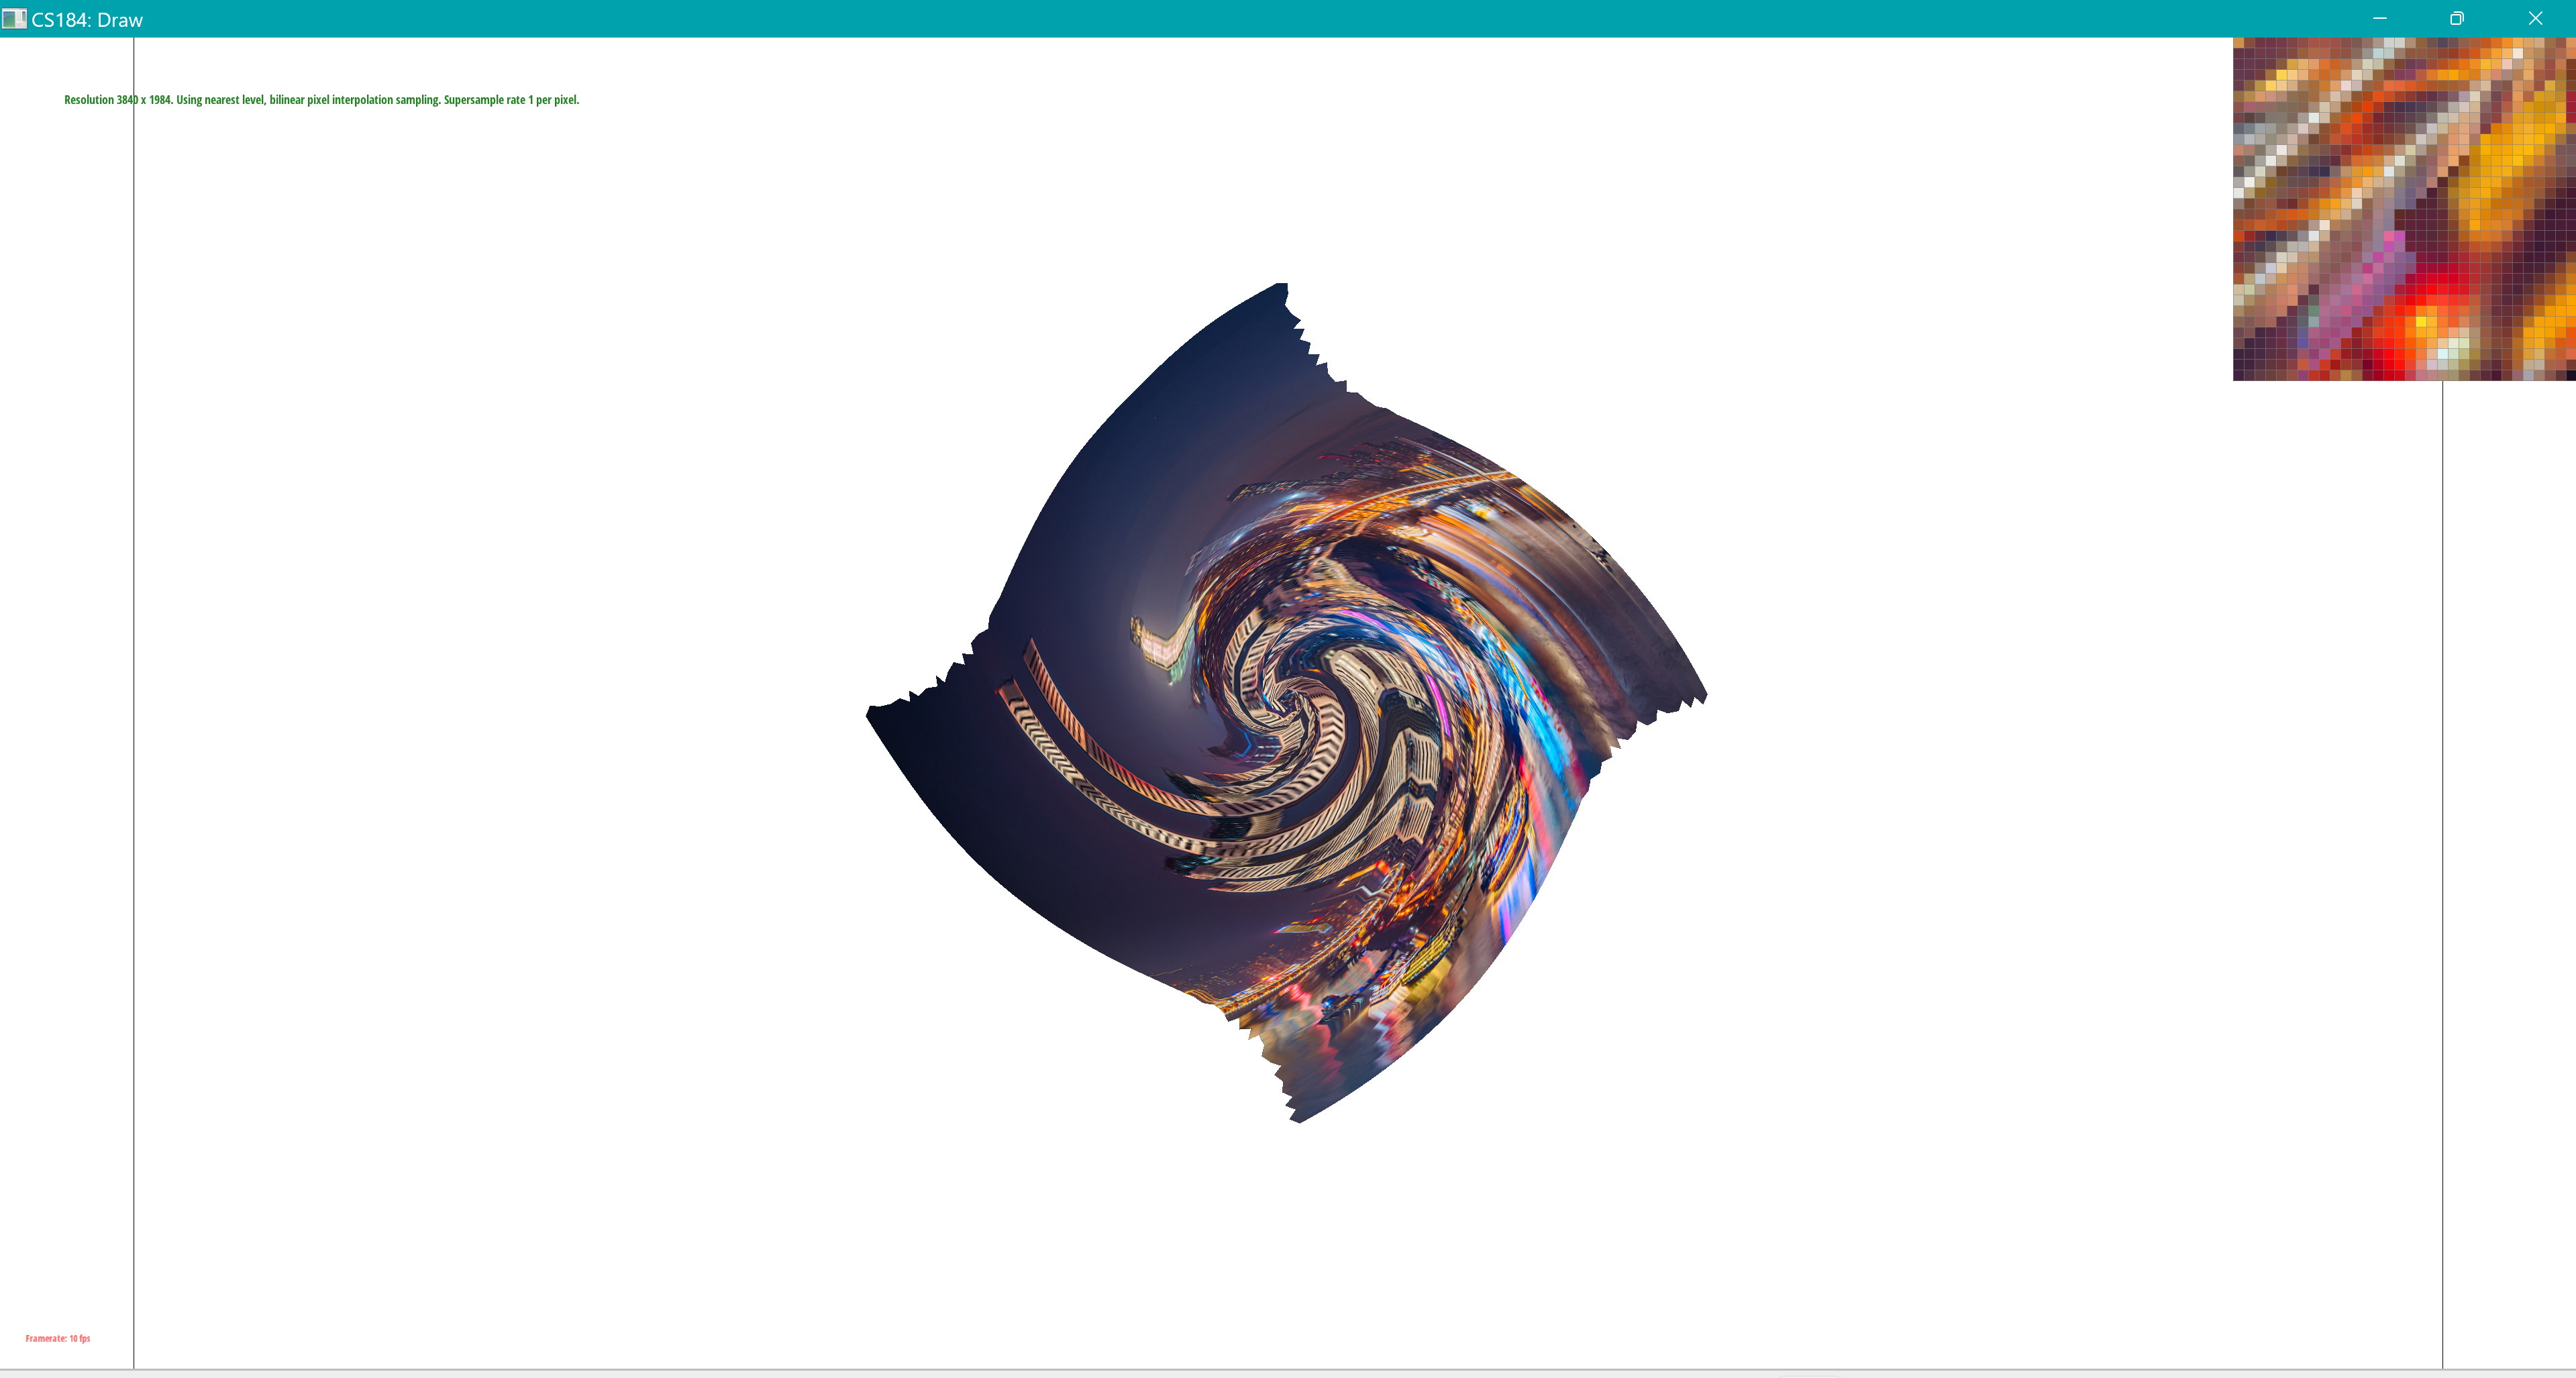 CS184: Draw
Resolution 3840 x 1984. Using nearest level, bilinear pixel interpolation sampling. Supersample rate 1 per pixel.
Framerate: 10 fps